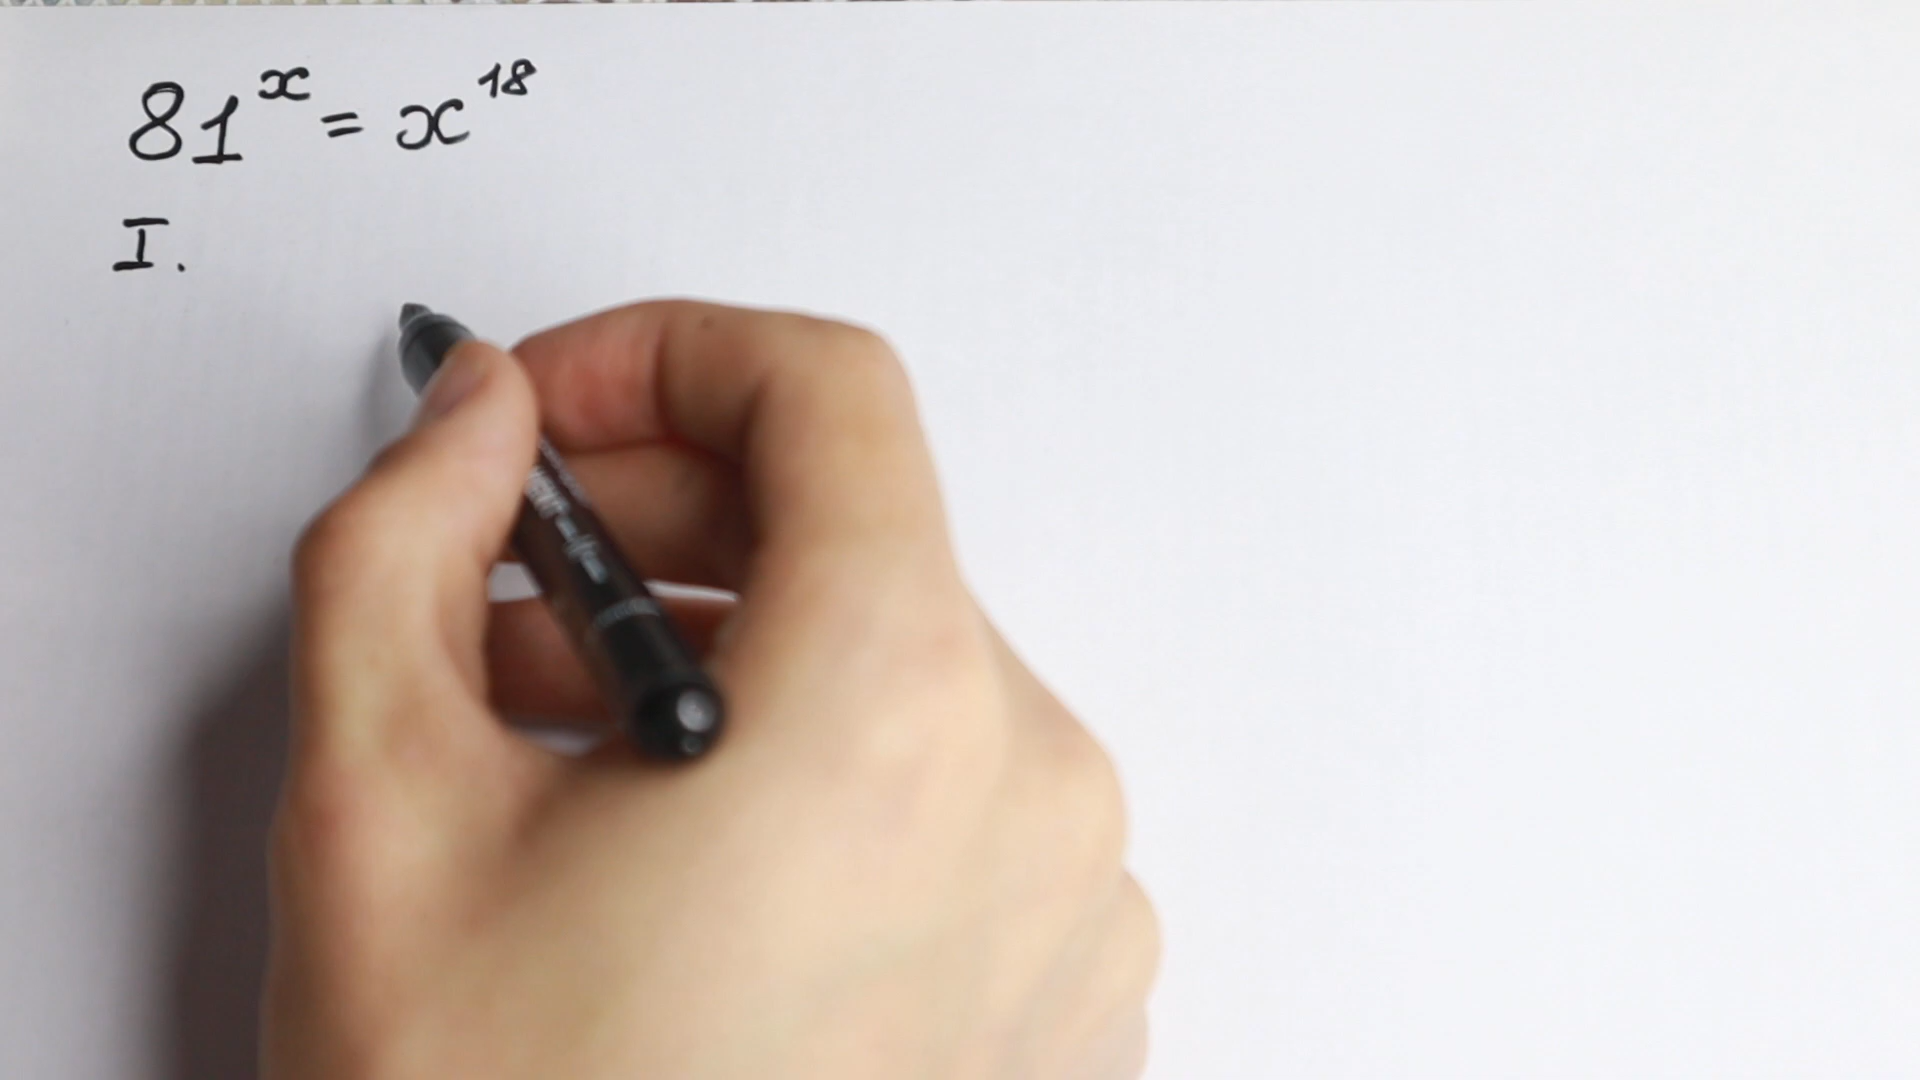 81^x = x^18
I.